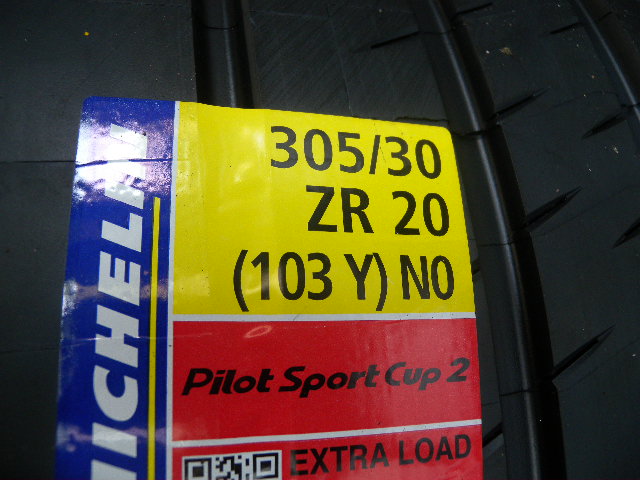 MICHELIN
305/30
ZR 20
(103 Y) N0
Pilot Sport Cup 2
EXTRA LOAD